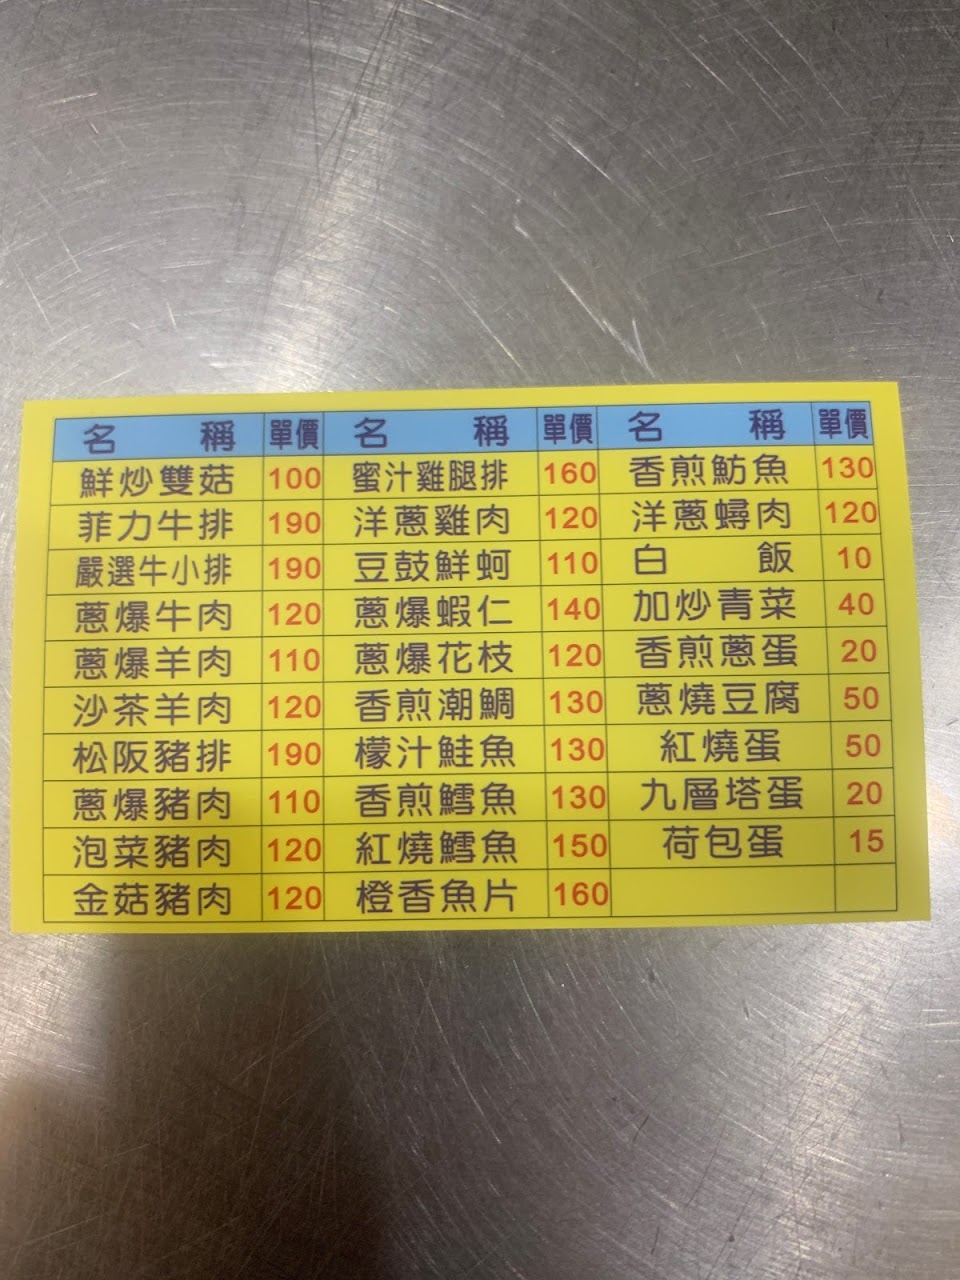 名 稱 單價 名 稱 單價 名 稱 單價
鮮炒雙菇 100 蜜汁雞腿排 160 香煎魴魚 130
菲力牛排 190 洋蔥雞肉 120 洋蔥蟳肉 120
嚴選牛小排 190 豆鼓鮮蚵 110 白 飯 10
蔥爆牛肉 120 蔥爆蝦仁 140 加炒青菜 40
蔥爆羊肉 110 蔥爆花枝 120 香煎蔥蛋 20
沙茶羊肉 120 香煎潮鯛 130 蔥燒豆腐 50
松阪豬排 190 檬汁鮭魚 130 紅燒蛋 50
蔥爆豬肉 110 香煎鱈魚 130 九層塔蛋 20
泡菜豬肉 120 紅燒鱈魚 150 荷包蛋 15
金菇豬肉 120 橙香魚片 160